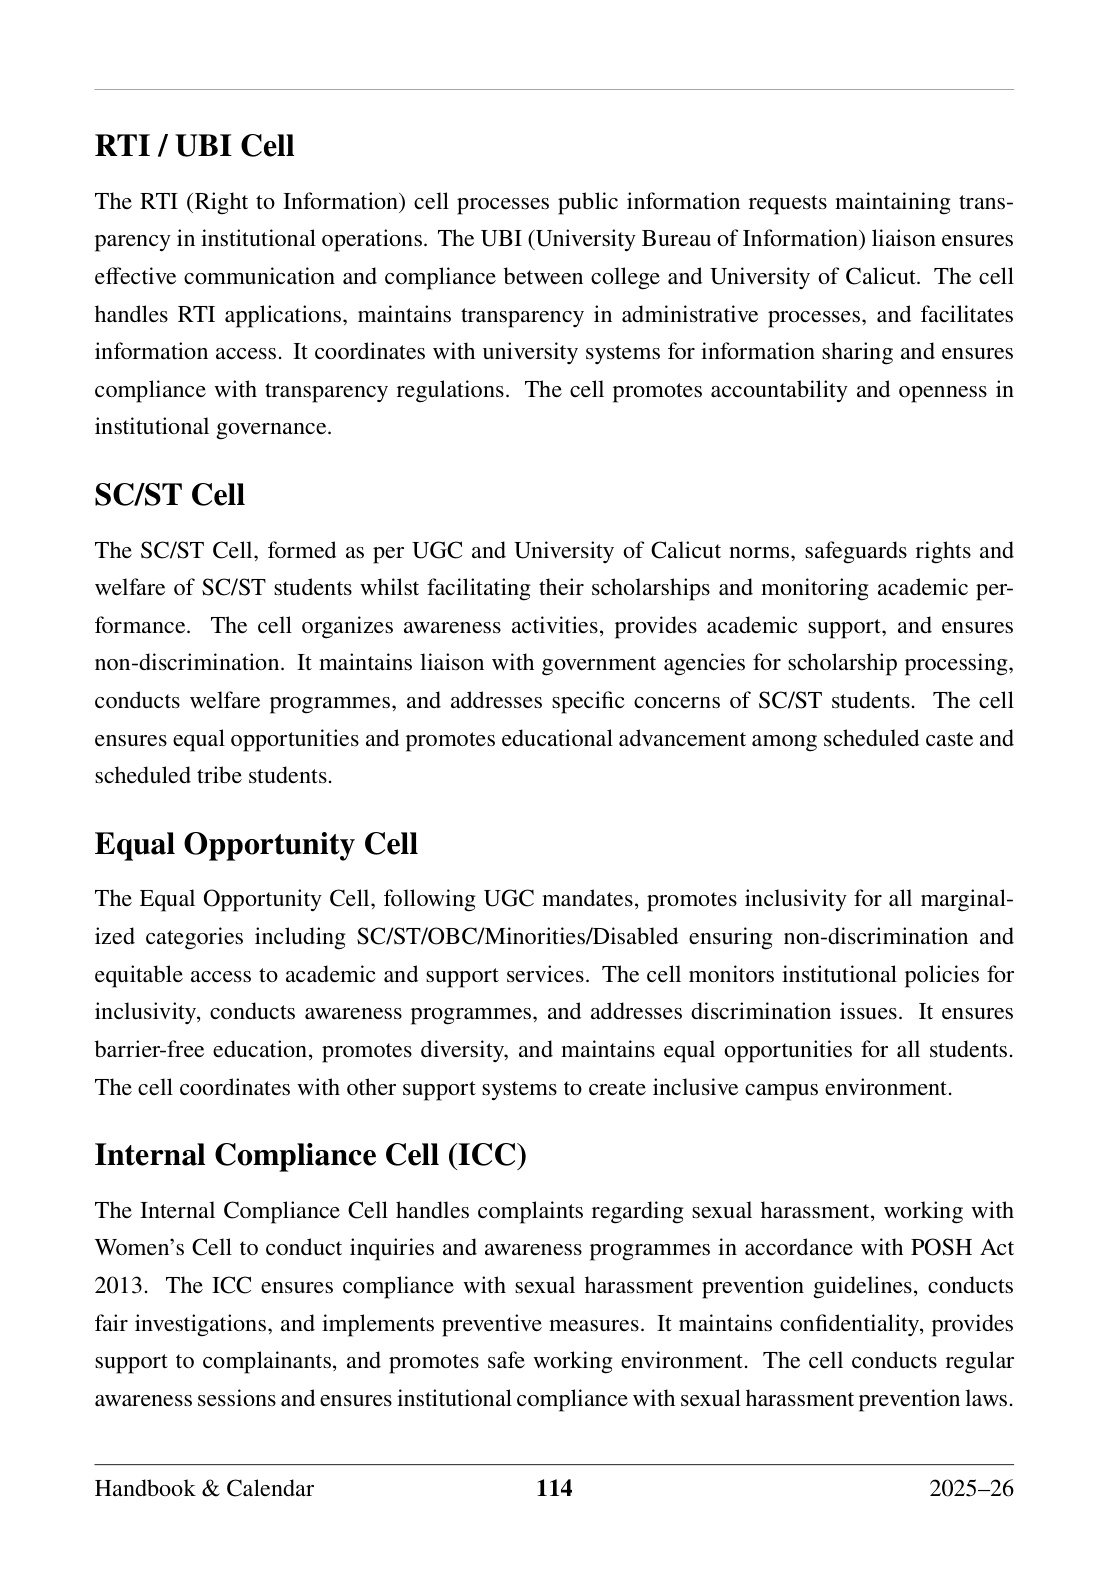 RTI / UBI Cell
The RTI (Right to Information) cell processes public information requests maintaining trans-
parency in institutional operations. The UBI (University Bureau of Information) liaison ensures
effective communication and compliance between college and University of Calicut. The cell
handles RTI applications, maintains transparency in administrative processes, and facilitates
information access. It coordinates with university systems for information sharing and ensures
compliance with transparency regulations. The cell promotes accountability and openness in
institutional governance.
SC/ST Cell
The SC/ST Cell, formed as per UGC and University of Calicut norms, safeguards rights and
welfare of SC/ST students whilst facilitating their scholarships and monitoring academic per-
formance. The cell organizes awareness activities, provides academic support, and ensures
non-discrimination. It maintains liaison with government agencies for scholarship processing,
conducts welfare programmes, and addresses specific concerns of SC/ST students. The cell
ensures equal opportunities and promotes educational advancement among scheduled caste and
scheduled tribe students.
Equal Opportunity Cell
The Equal Opportunity Cell, following UGC mandates, promotes inclusivity for all marginal-
ized categories including SC/ST/OBC/Minorities/Disabled ensuring non-discrimination and
equitable access to academic and support services. The cell monitors institutional policies for
inclusivity, conducts awareness programmes, and addresses discrimination issues. It ensures
barrier-free education, promotes diversity, and maintains equal opportunities for all students.
The cell coordinates with other support systems to create inclusive campus environment.
Internal Compliance Cell (ICC)
The Internal Compliance Cell handles complaints regarding sexual harassment, working with
Women's Cell to conduct inquiries and awareness programmes in accordance with POSH Act
2013. The ICC ensures compliance with sexual harassment prevention guidelines, conducts
fair investigations, and implements preventive measures. It maintains confidentiality, provides
support to complainants, and promotes safe working environment. The cell conducts regular
awareness sessions and ensures institutional compliance with sexual harassment prevention laws.
Handbook & Calendar 114 2025–26